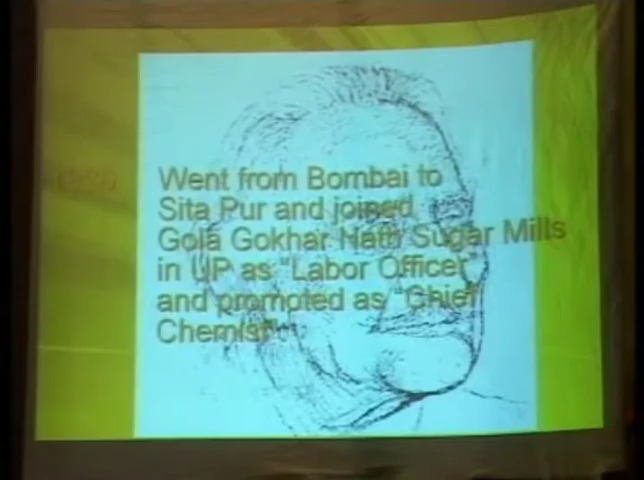 Went from Bombai to
Sita Pur and joined
Gola Gokhar Nath Sugar Mills
in UP as "Labor Officer"
and promoted as "Chief
Chemist"